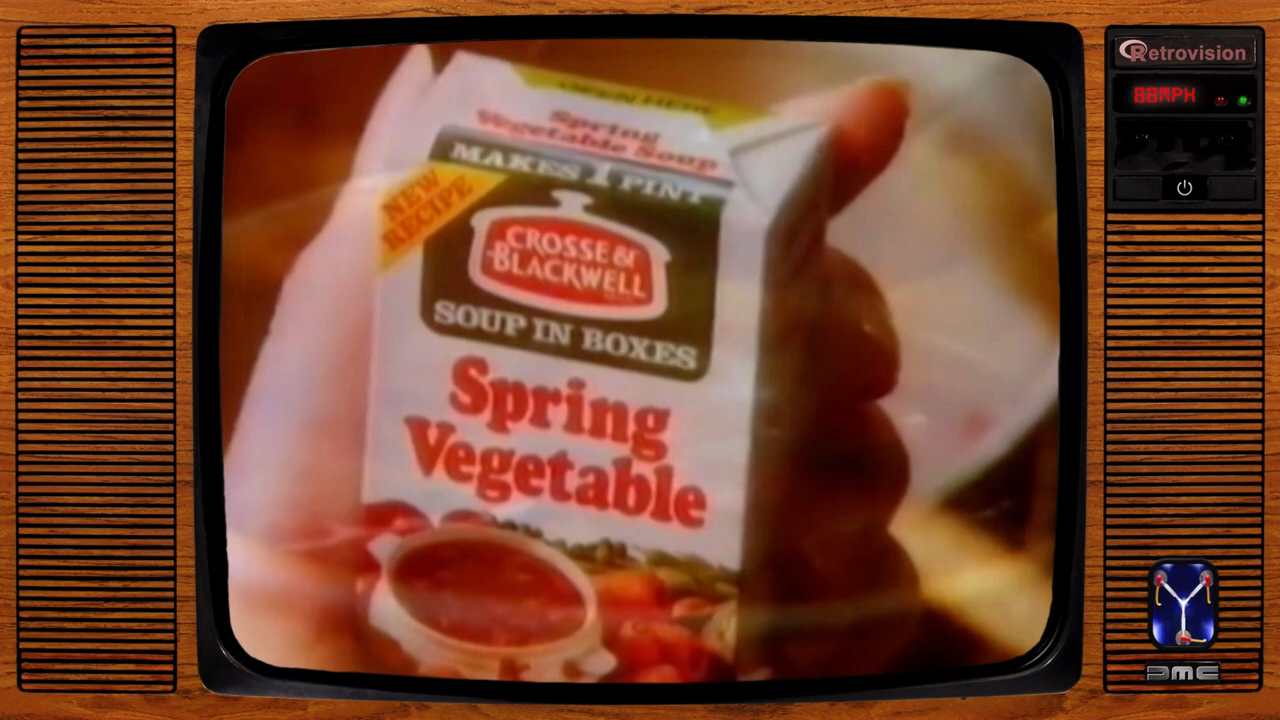 Retrovision
88MPH
OPEN HERE
Spring
Vegetable Soup
MAKES 1 PINT
NEW
RECIPE
CROSSE &
BLACKWELL
SOUP IN BOXES
Spring
Vegetable
DMC